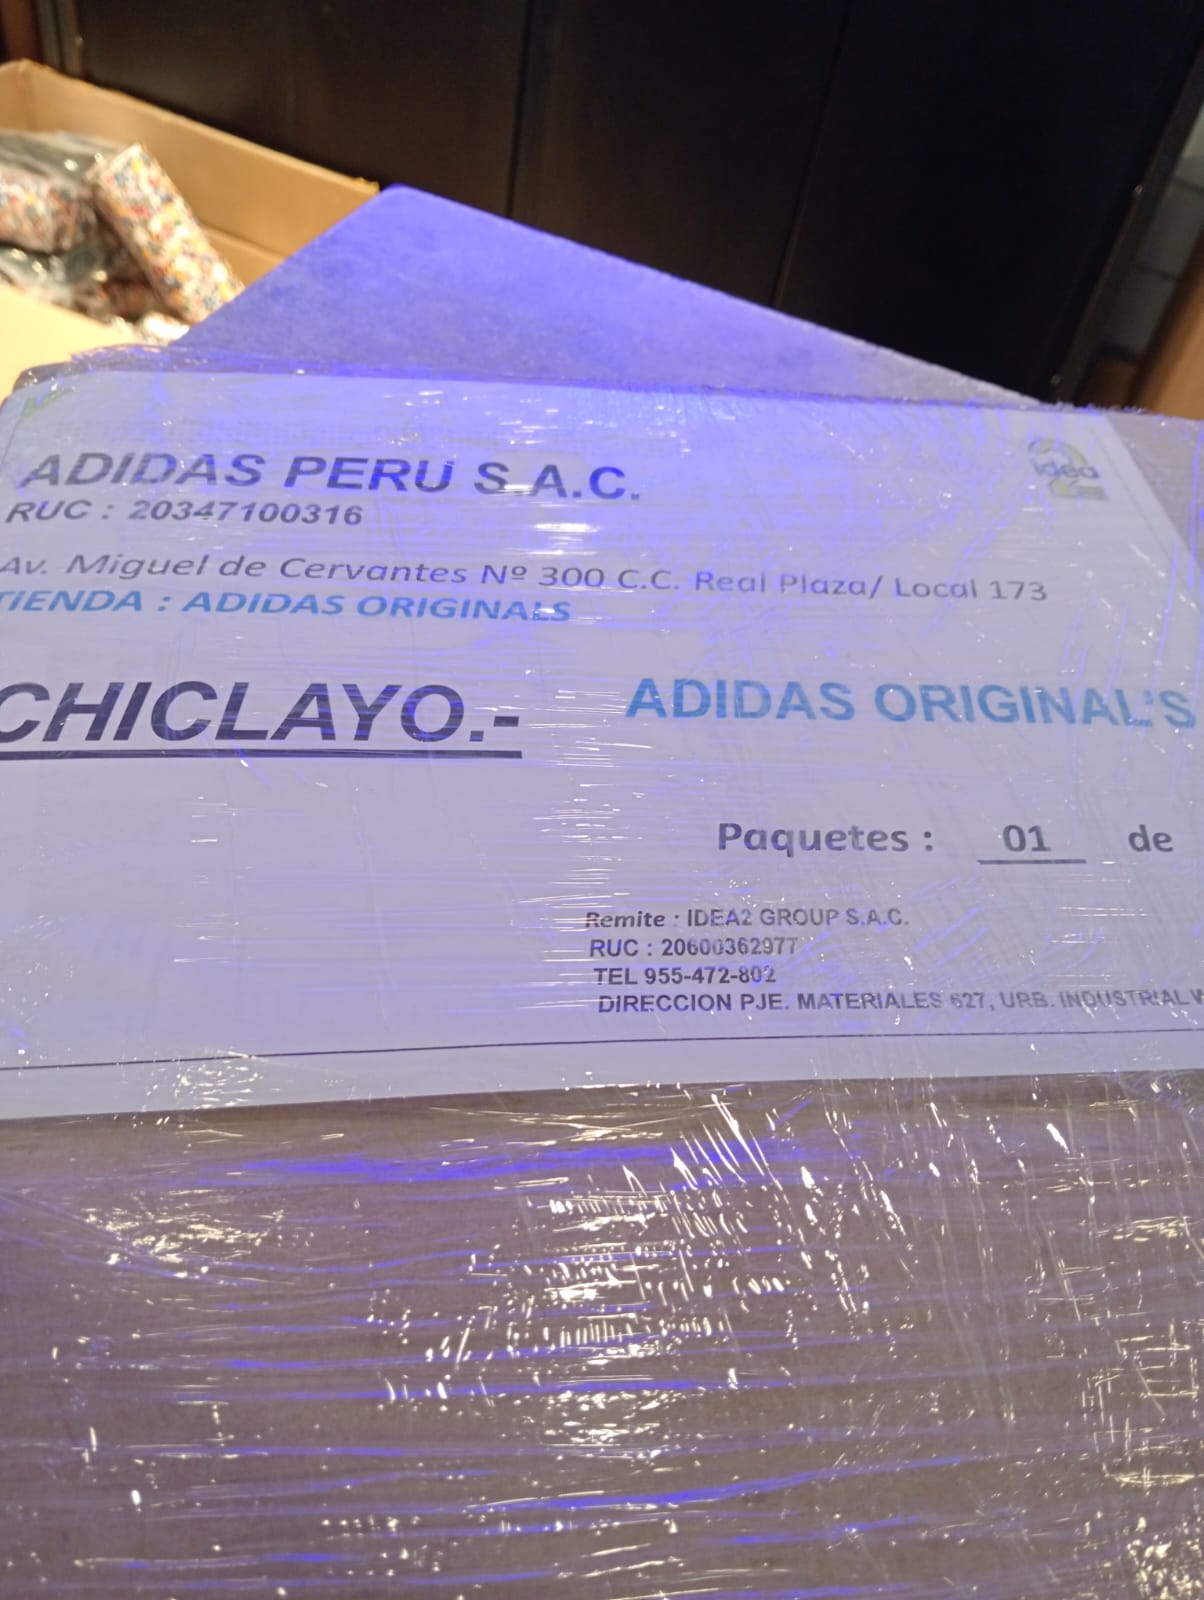 ADIDAS PERU S.A.C.
idea
2
RUC : 20347100316
Av. Miguel de Cervantes Nº 300 C.C. Real Plaza/ Local 173
TIENDA : ADIDAS ORIGINALS
CHICLAYO.-
ADIDAS ORIGINAL'S
Paquetes : 01 de
Remite : IDEA2 GROUP S.A.C.
RUC : 20600362977
TEL 955-472-802
DIRECCION PJE. MATERIALES 627, URB. INDUSTRIAL